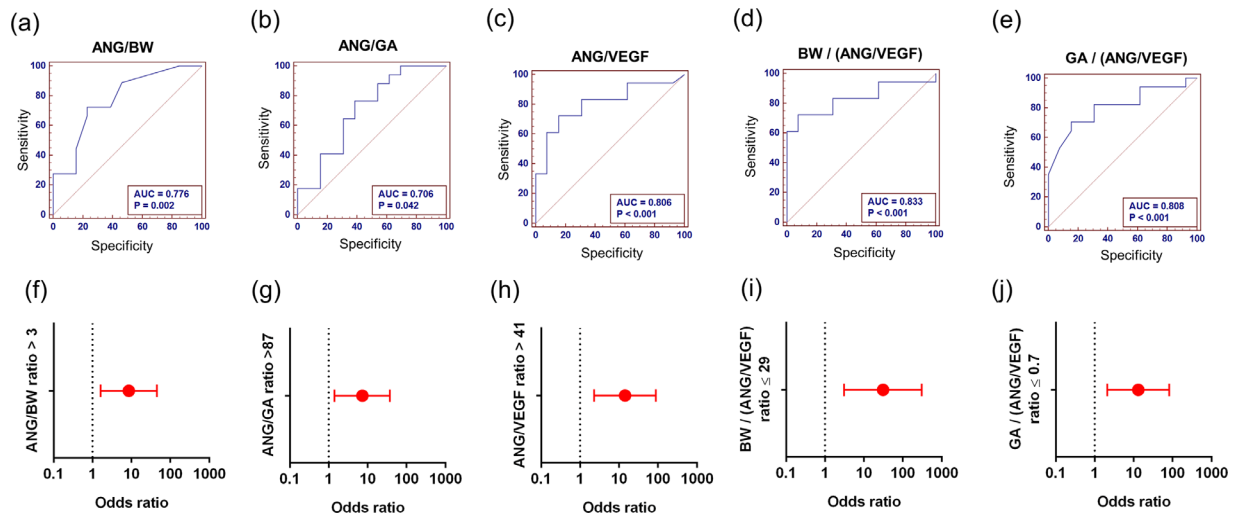 (a)
ANG/BW
100
80
60
40
20
0
Sensitivity
AUC = 0.776
P = 0.002
0 20 40 60 80 100
Specificity
(b)
ANG/GA
100
80
60
40
20
0
Sensitivity
AUC = 0.706
P = 0.042
0 20 40 60 80 100
Specificity
(c)
ANG/VEGF
100
80
60
40
20
0
Sensitivity
AUC = 0.806
P < 0.001
0 20 40 60 80 100
Specificity
(d)
BW / (ANG/VEGF)
100
80
60
40
20
0
Sensitivity
AUC = 0.833
P < 0.001
0 20 40 60 80 100
Specificity
(e)
GA / (ANG/VEGF)
100
80
60
40
20
0
Sensitivity
AUC = 0.808
P < 0.001
0 20 40 60 80 100
Specificity
(f)
ANG/BW ratio > 3
0.1 1 10 100 1000
Odds ratio
(g)
ANG/GA ratio >87
0.1 1 10 100 1000
Odds ratio
(h)
ANG/VEGF ratio > 41
0.1 1 10 100 1000
Odds ratio
(i)
BW / (ANG/VEGF)
ratio ≤ 29
0.1 1 10 100 1000
Odds ratio
(j)
GA / (ANG/VEGF)
ratio ≤ 0.7
0.1 1 10 100 1000
Odds ratio